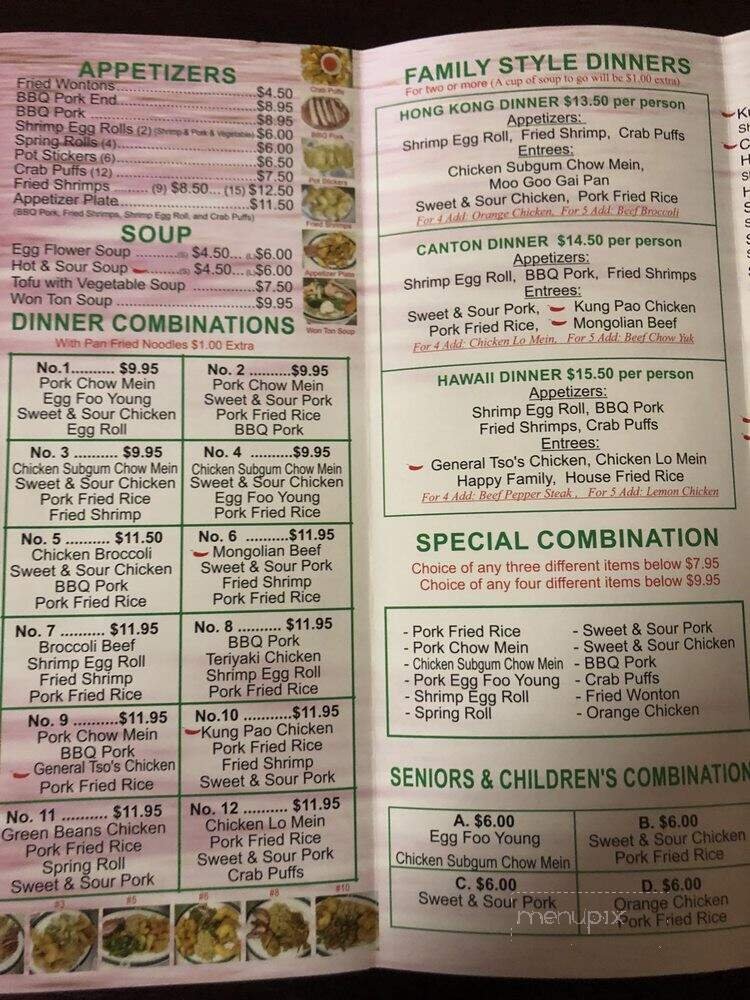 APPETIZERS
Fried Wontons........................$4.50
BBQ Pork End........................$8.95
BBQ Pork ..............................$8.95
Shrimp Egg Rolls (2) (Shrimp & Pork & Vegetable) $6.00
Spring Rolls (4)........................$6.00
Pot Stickers (6)........................$6.50
Crab Puffs (12) ........................$7.50
Fried Shrimps ........ (9) $8.50... (15) $12.50
Appetizer Plate........................$11.50
(BBQ Pork, Fried Shrimps, Shrimp Egg Roll, and Crab Puffs)
Crab Puffs
BBQ Pork
Pot Stickers
Fried Shrimps
Appetizer Plate
Won Ton Soup
SOUP
Egg Flower Soup .........(S) $4.50... (L)$6.00
Hot & Sour Soup .........(S) $4.50... (L)$6.00
Tofu with Vegetable Soup ............$7.50
Won Ton Soup ........................$9.95
DINNER COMBINATIONS
With Pan Fried Noodles $1.00 Extra
No.1.......... $9.95
Pork Chow Mein
Egg Foo Young
Sweet & Sour Chicken
Egg Roll
No. 2 ..........$9.95
Pork Chow Mein
Sweet & Sour Pork
Pork Fried Rice
BBQ Pork
No. 3 ..........$9.95
Chicken Subgum Chow Mein
Sweet & Sour Chicken
Pork Fried Rice
Fried Shrimp
No. 4 ..........$9.95
Chicken Subgum Chow Mein
Sweet & Sour Chicken
Egg Foo Young
Pork Fried Rice
No. 5 .......... $11.50
Chicken Broccoli
Sweet & Sour Chicken
BBQ Pork
Pork Fried Rice
No. 6 ..........$11.95
Mongolian Beef
Sweet & Sour Pork
Fried Shrimp
Pork Fried Rice
No. 7 .......... $11.95
Broccoli Beef
Shrimp Egg Roll
Fried Shrimp
Pork Fried Rice
No. 8 .......... $11.95
BBQ Pork
Teriyaki Chicken
Shrimp Egg Roll
Pork Fried Rice
No. 9 ..........$11.95
Pork Chow Mein
BBQ Pork
General Tso's Chicken
Pork Fried Rice
No.10 ...........$11.95
Kung Pao Chicken
Pork Fried Rice
Fried Shrimp
Sweet & Sour Pork
No. 11 .......... $11.95
Green Beans Chicken
Pork Fried Rice
Spring Roll
Sweet & Sour Pork
No. 12 .......... $11.95
Chicken Lo Mein
Pork Fried Rice
Sweet & Sour Pork
Crab Puffs
#3
#5
#6
#8
#10
FAMILY STYLE DINNERS
For two or more (A cup of soup to go will be $1.00 extra)
HONG KONG DINNER $13.50 per person
Appetizers:
Shrimp Egg Roll, Fried Shrimp, Crab Puffs
Entrees:
Chicken Subgum Chow Mein,
Moo Goo Gai Pan
Sweet & Sour Chicken, Pork Fried Rice
For 4 Add: Orange Chicken, For 5 Add: Beef Broccoli
CANTON DINNER $14.50 per person
Appetizers:
Shrimp Egg Roll, BBQ Pork, Fried Shrimps
Entrees:
Sweet & Sour Pork, Kung Pao Chicken
Pork Fried Rice, Mongolian Beef
For 4 Add: Chicken Lo Mein, For 5 Add: Beef Chow Yuk
HAWAII DINNER $15.50 per person
Appetizers:
Shrimp Egg Roll, BBQ Pork
Fried Shrimps, Crab Puffs
Entrees:
General Tso's Chicken, Chicken Lo Mein
Happy Family, House Fried Rice
For 4 Add: Beef Pepper Steak , For 5 Add: Lemon Chicken
SPECIAL COMBINATION
Choice of any three different items below $7.95
Choice of any four different items below $9.95
- Pork Fried Rice
- Pork Chow Mein
- Chicken Subgum Chow Mein
- Pork Egg Foo Young
- Shrimp Egg Roll
- Spring Roll
- Sweet & Sour Pork
- Sweet & Sour Chicken
- BBQ Pork
- Crab Puffs
- Fried Wonton
- Orange Chicken
SENIORS & CHILDREN'S COMBINATION
A. $6.00
Egg Foo Young
Chicken Subgum Chow Mein
B. $6.00
Sweet & Sour Chicken
Pork Fried Rice
C. $6.00
Sweet & Sour Pork
D. $6.00
Orange Chicken
Pork Fried Rice
menupix